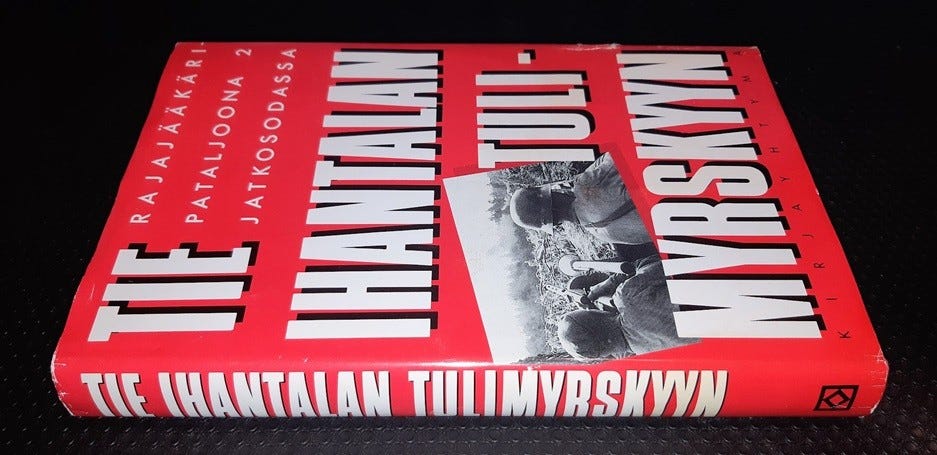 TIE
RAJAJÄÄKÄRI-
PATALJOONA 2
JATKOSODASSA
IHANTALAN
TULI-
MYRSKYYN
KIRJAYHTYMÄ
TIE IHANTALAN TULIMYRSKYYN